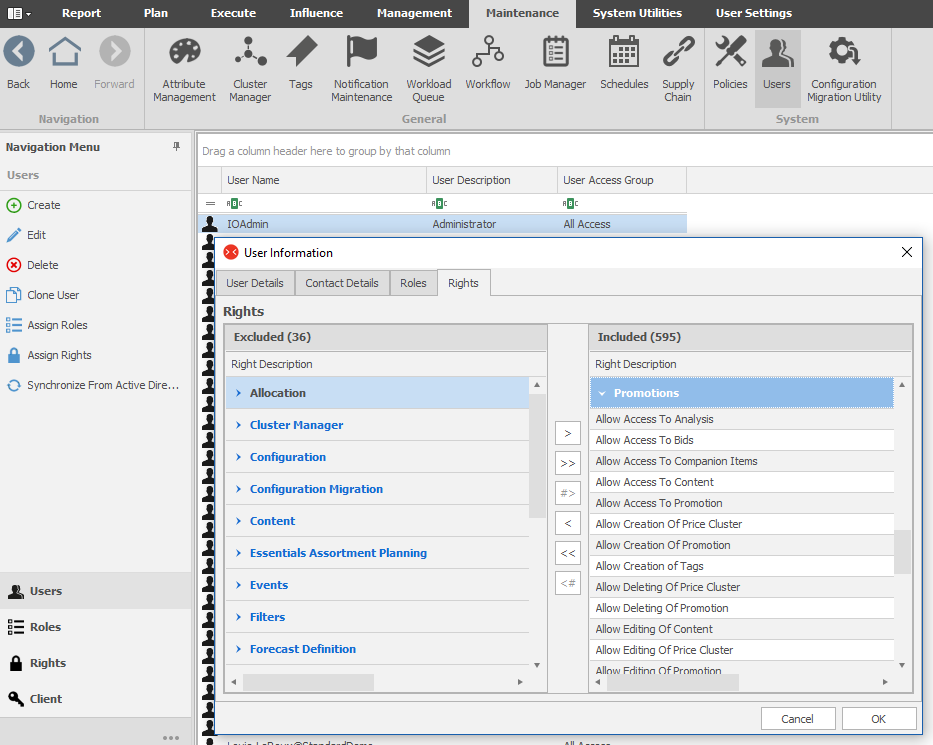 Report Plan Execute Influence Management Maintenance System Utilities User Settings
Back Home Forward
Navigation
Attribute Management
Cluster Manager
Tags
Notification Maintenance
Workload Queue
Workflow
Job Manager
Schedules
Supply Chain
General
Policies
Users
Configuration Migration Utility
System
Navigation Menu
Users
Create
Edit
Delete
Clone User
Assign Roles
Assign Rights
Synchronize From Active Dire...
Users
Roles
Rights
Client
Drag a column header here to group by that column
User Name User Description User Access Group
ABC ABC ABC
IOAdmin Administrator All Access
User Information
User Details Contact Details Roles Rights
Rights
Excluded (36)
Right Description
Allocation
Cluster Manager
Configuration
Configuration Migration
Content
Essentials Assortment Planning
Events
Filters
Forecast Definition
>
>>
#>
<
<<
<#
Included (595)
Right Description
Promotions
Allow Access To Analysis
Allow Access To Bids
Allow Access To Companion Items
Allow Access To Content
Allow Access To Promotion
Allow Creation Of Price Cluster
Allow Creation Of Promotion
Allow Creation of Tags
Allow Deleting Of Price Cluster
Allow Deleting Of Promotion
Allow Editing Of Content
Allow Editing Of Price Cluster
Allow Editing Of Promotion
Cancel OK
All Access